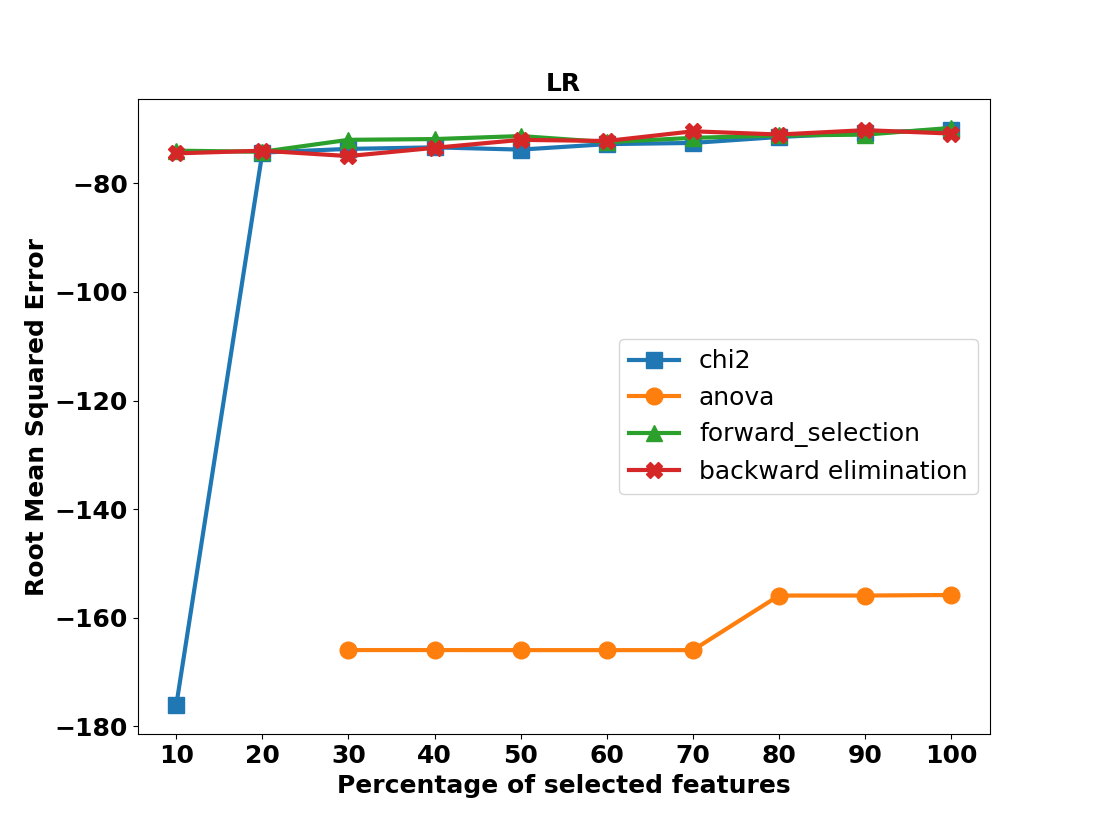 LR
Root Mean Squared Error
−80
−100
−120
−140
−160
−180
chi2
anova
forward_selection
backward elimination
10 20 30 40 50 60 70 80 90 100
Percentage of selected features